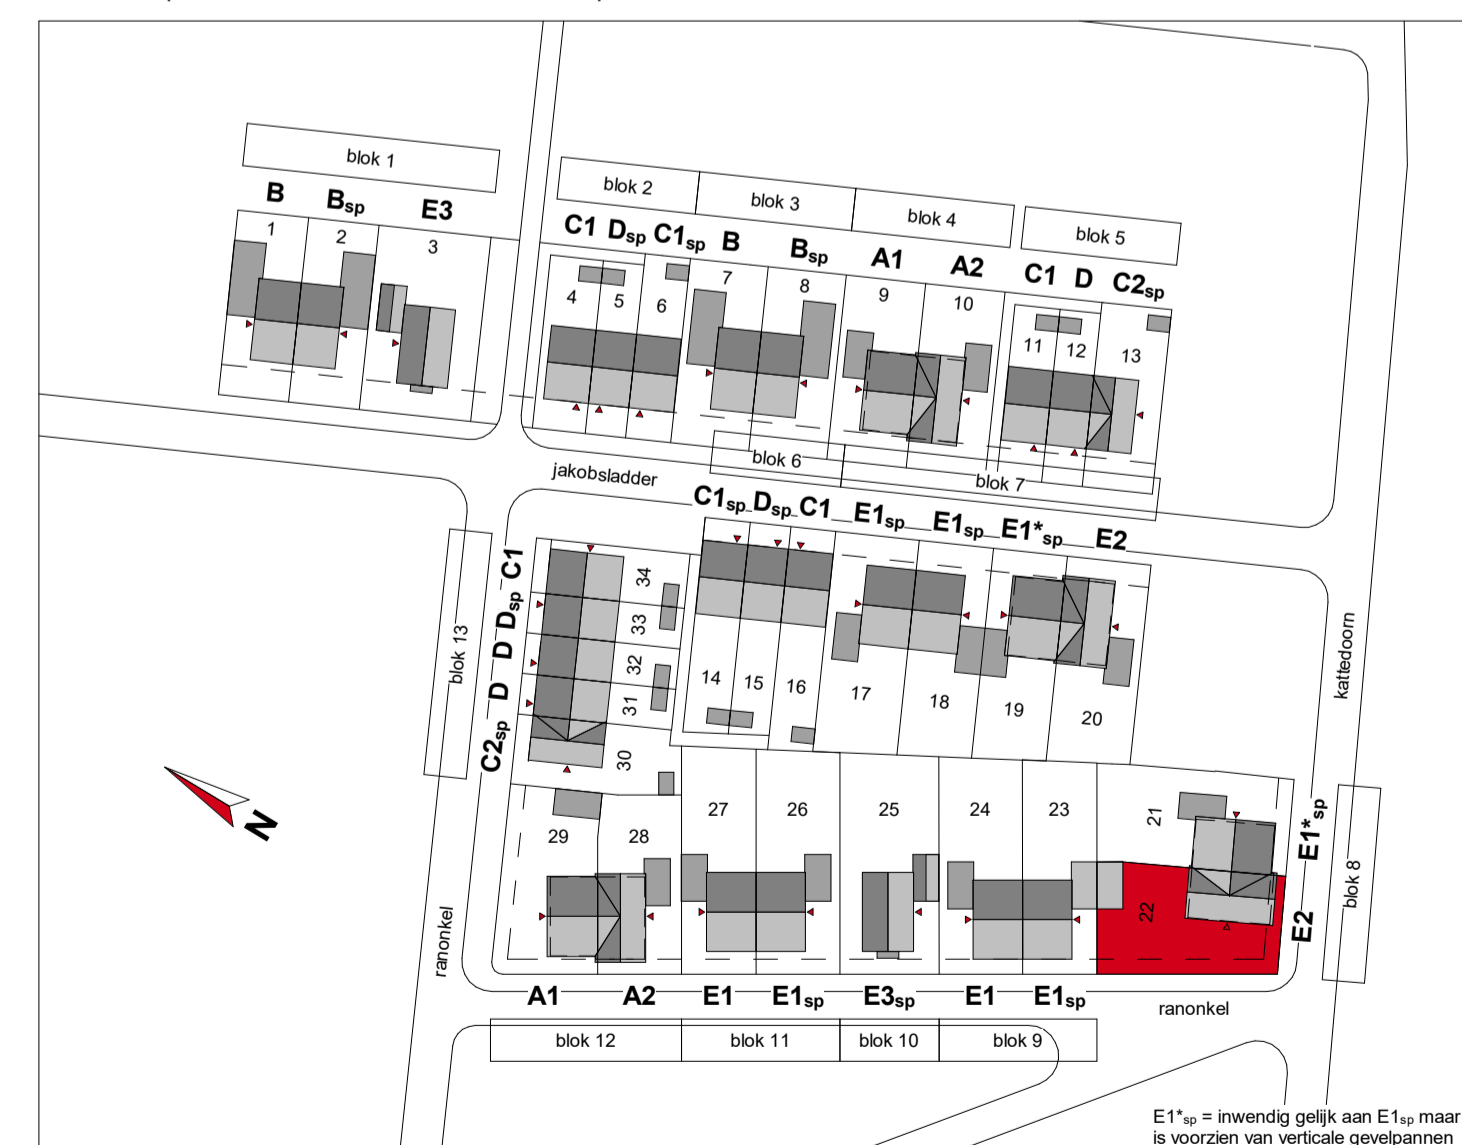 blok 1
B Bsp E3
1 2 3
blok 2 blok 3 blok 4 blok 5
C1 Dsp C1sp B Bsp A1 A2 C1 D C2sp
4 5 6 7 8 9 10 11 12 13
jakobsladder
blok 6 blok 7
C1sp Dsp C1 E1sp E1sp E1*sp E2
14 15 16 17 18 19 20
blok 13
C1 Dsp D D C2sp
34
33
32
31
30
kattedoorn
N
29 28 27 26 25 24 23 21
22
E1*sp
E2
blok 8
ranonkel
A1 A2 E1 E1sp E3sp E1 E1sp
ranonkel
blok 12 blok 11 blok 10 blok 9
E1*sp = inwendig gelijk aan E1sp maar
is voorzien van verticale gevelpannen